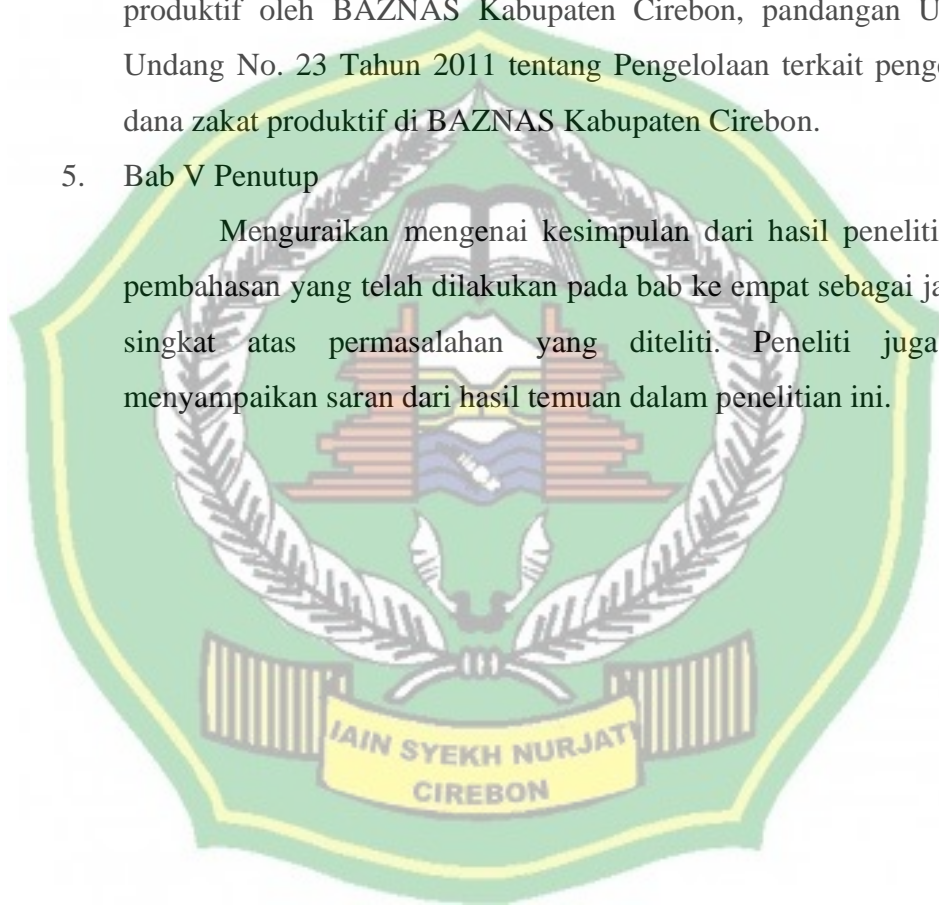 produktif oleh BAZNAS Kabupaten Cirebon, pandangan U
Undang No. 23 Tahun 2011 tentang Pengelolaan terkait penge
dana zakat produktif di BAZNAS Kabupaten Cirebon.
5. Bab V Penutup
Menguraikan mengenai kesimpulan dari hasil peneliti
pembahasan yang telah dilakukan pada bab ke empat sebagai ja
singkat atas permasalahan yang diteliti. Peneliti juga
menyampaikan saran dari hasil temuan dalam penelitian ini.
IAIN SYEKH NURJATI
CIREBON